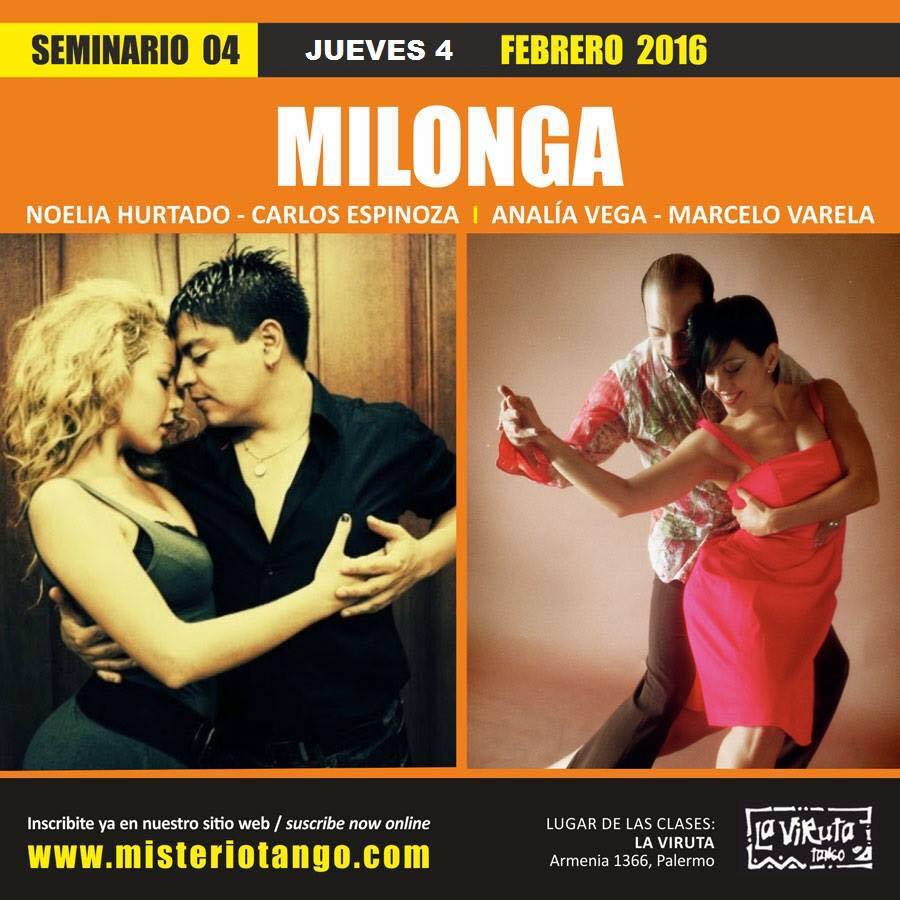 SEMINARIO 04 JUEVES 4 FEBRERO 2016
MILONGA
NOELIA HURTADO - CARLOS ESPINOZA I ANALÍA VEGA - MARCELO VARELA
Inscribite ya en nuestro sitio web / suscribe now online
www.misteriotango.com
LUGAR DE LAS CLASES:
LA VIRUTA
Armenia 1366, Palermo
La ViRuta
tango